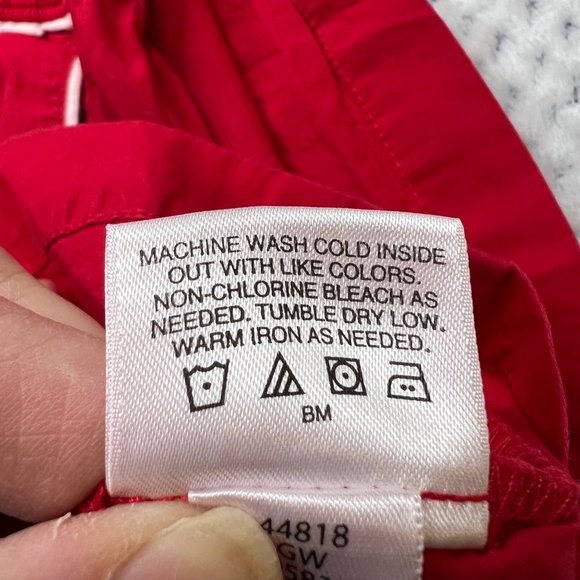 MACHINE WASH COLD INSIDE
OUT WITH LIKE COLORS.
NON-CHLORINE BLEACH AS
NEEDED. TUMBLE DRY LOW.
WARM IRON AS NEEDED.
BM
44818
GW